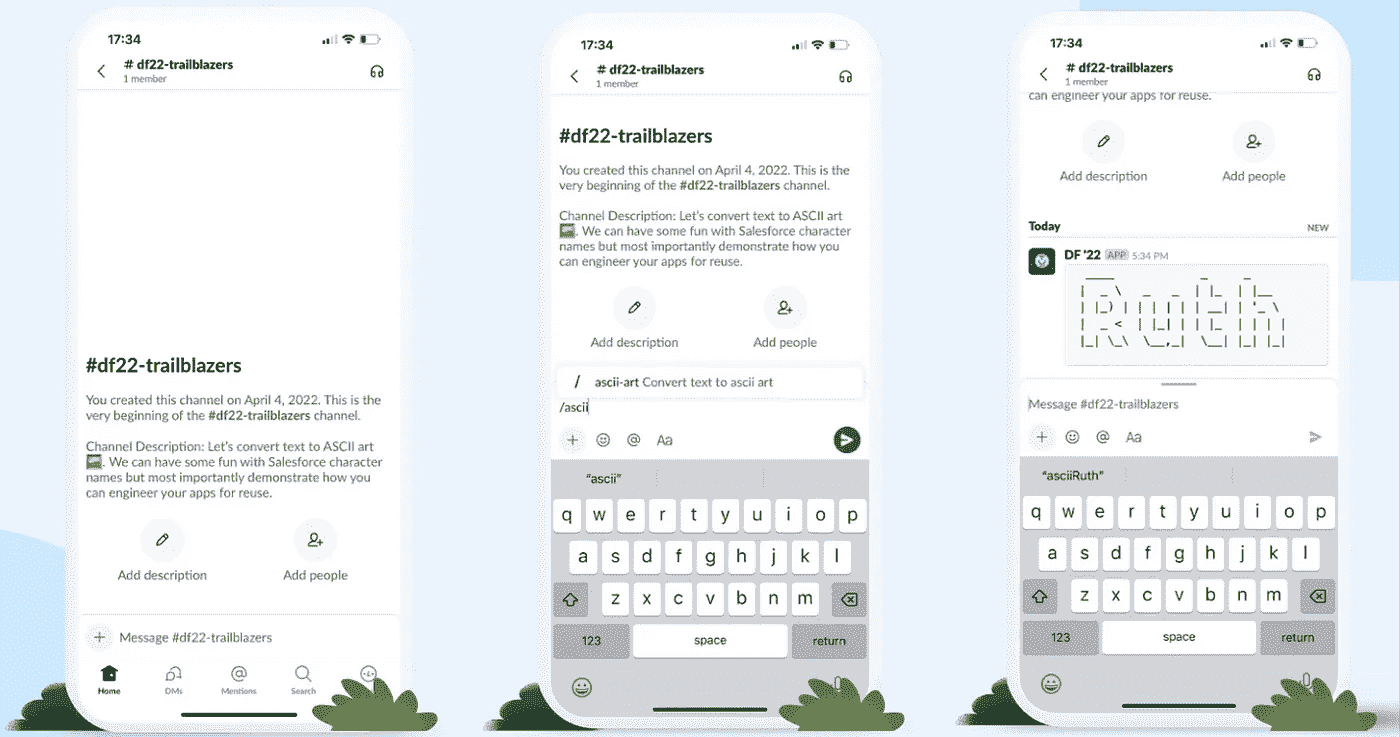 17:34
# df22-trailblazers
1 member
#df22-trailblazers
You created this channel on April 4, 2022. This is the
very beginning of the #df22-trailblazers channel.
Channel Description: Let's convert text to ASCII art
. We can have some fun with Salesforce character
names but most importantly demonstrate how you
can engineer your apps for reuse.
Add description
Add people
+ Message #df22-trailblazers
Home
DMs
Mentions
Search
17:34
# df22-trailblazers
1 member
#df22-trailblazers
You created this channel on April 4, 2022. This is the
very beginning of the #df22-trailblazers channel.
Channel Description: Let's convert text to ASCII art
. We can have some fun with Salesforce character
names but most importantly demonstrate how you
can engineer your apps for reuse.
Add description
Add people
/ ascii-art Convert text to ascii art
/ascii
+ @ Aa
"ascii"
q w e r t y u i o p
a s d f g h j k l
z x c v b n m
123 space return
17:34
# df22-trailblazers
1 member
can engineer your apps for reuse.
Add description
Add people
Today NEW
DF '22 APP 5:34 PM
Ruth
Message #df22-trailblazers
+ @ Aa
"asciiRuth"
q w e r t y u i o p
a s d f g h j k l
z x c v b n m
123 space return